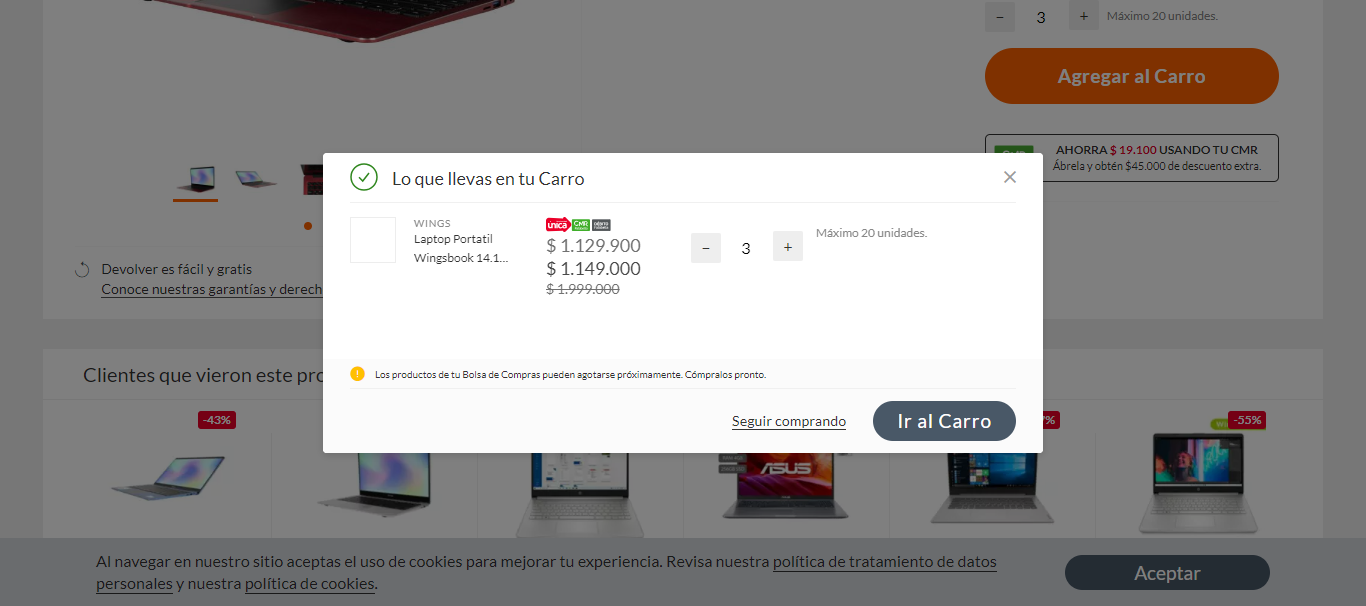 3
Máximo 20 unidades.
Agregar al Carro
AHORRA $ 19.100 USANDO TU CMR
Ábrela y obtén $45.000 de descuento extra.
Lo que llevas en tu Carro
WINGS
Laptop Portatil
Wingsbook 14.1...
única CMR
$ 1.129.900
$ 1.149.000
$ 1.999.000
- 3 +
Máximo 20 unidades.
Devolver es fácil y gratis
Conoce nuestras garantías y derech
Los productos de tu Bolsa de Compras pueden agotarse próximamente. Cómpralos pronto.
Clientes que vieron este pro
Seguir comprando
Ir al Carro
-43%
-55%
ASUS
Al navegar en nuestro sitio aceptas el uso de cookies para mejorar tu experiencia. Revisa nuestra política de tratamiento de datos
personales y nuestra política de cookies.
Aceptar